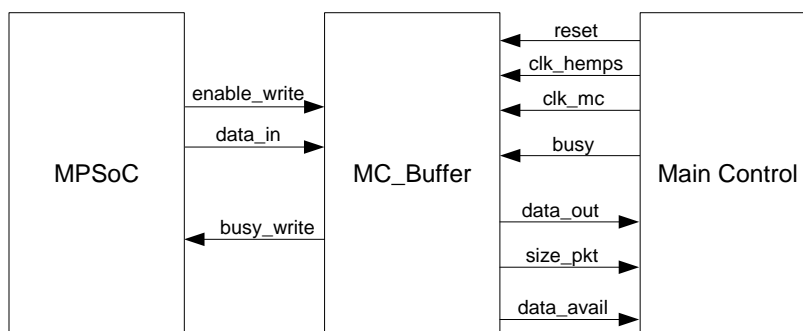 reset
clk_hemps
enable_write
clk_mc
data_in
busy
MPSoC
MC_Buffer
Main Control
data_out
busy_write
size_pkt
data_avail